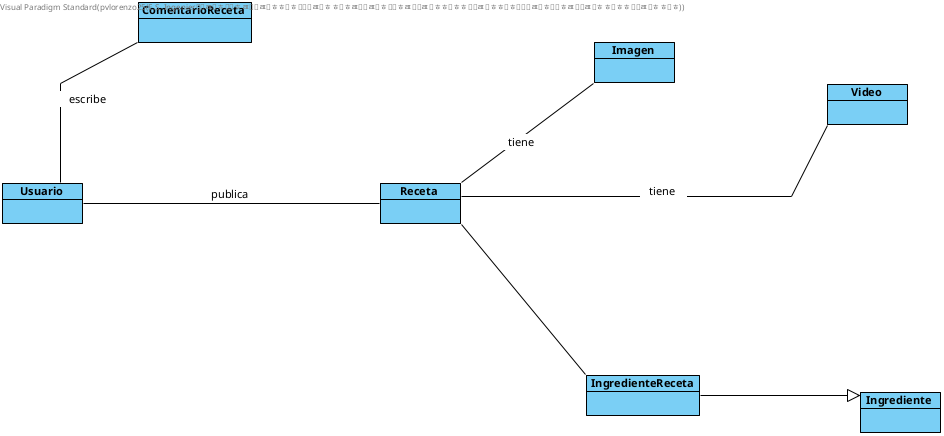 Visual Paradigm Standard(pvlorenzo
ComentarioReceta
Imagen
Video
escribe
tiene
Usuario
publica
Receta
tiene
IngredienteReceta
Ingrediente